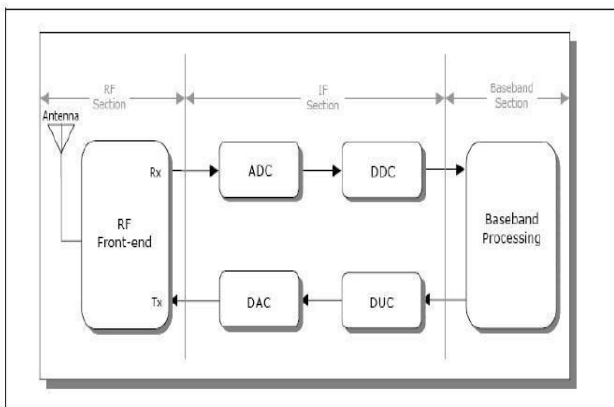 RF
Section
IF
Section
Baseband
Section
Antenna
Rx
ADC
DDC
RF
Front-end
Baseband
Processing
Tx
DAC
DUC